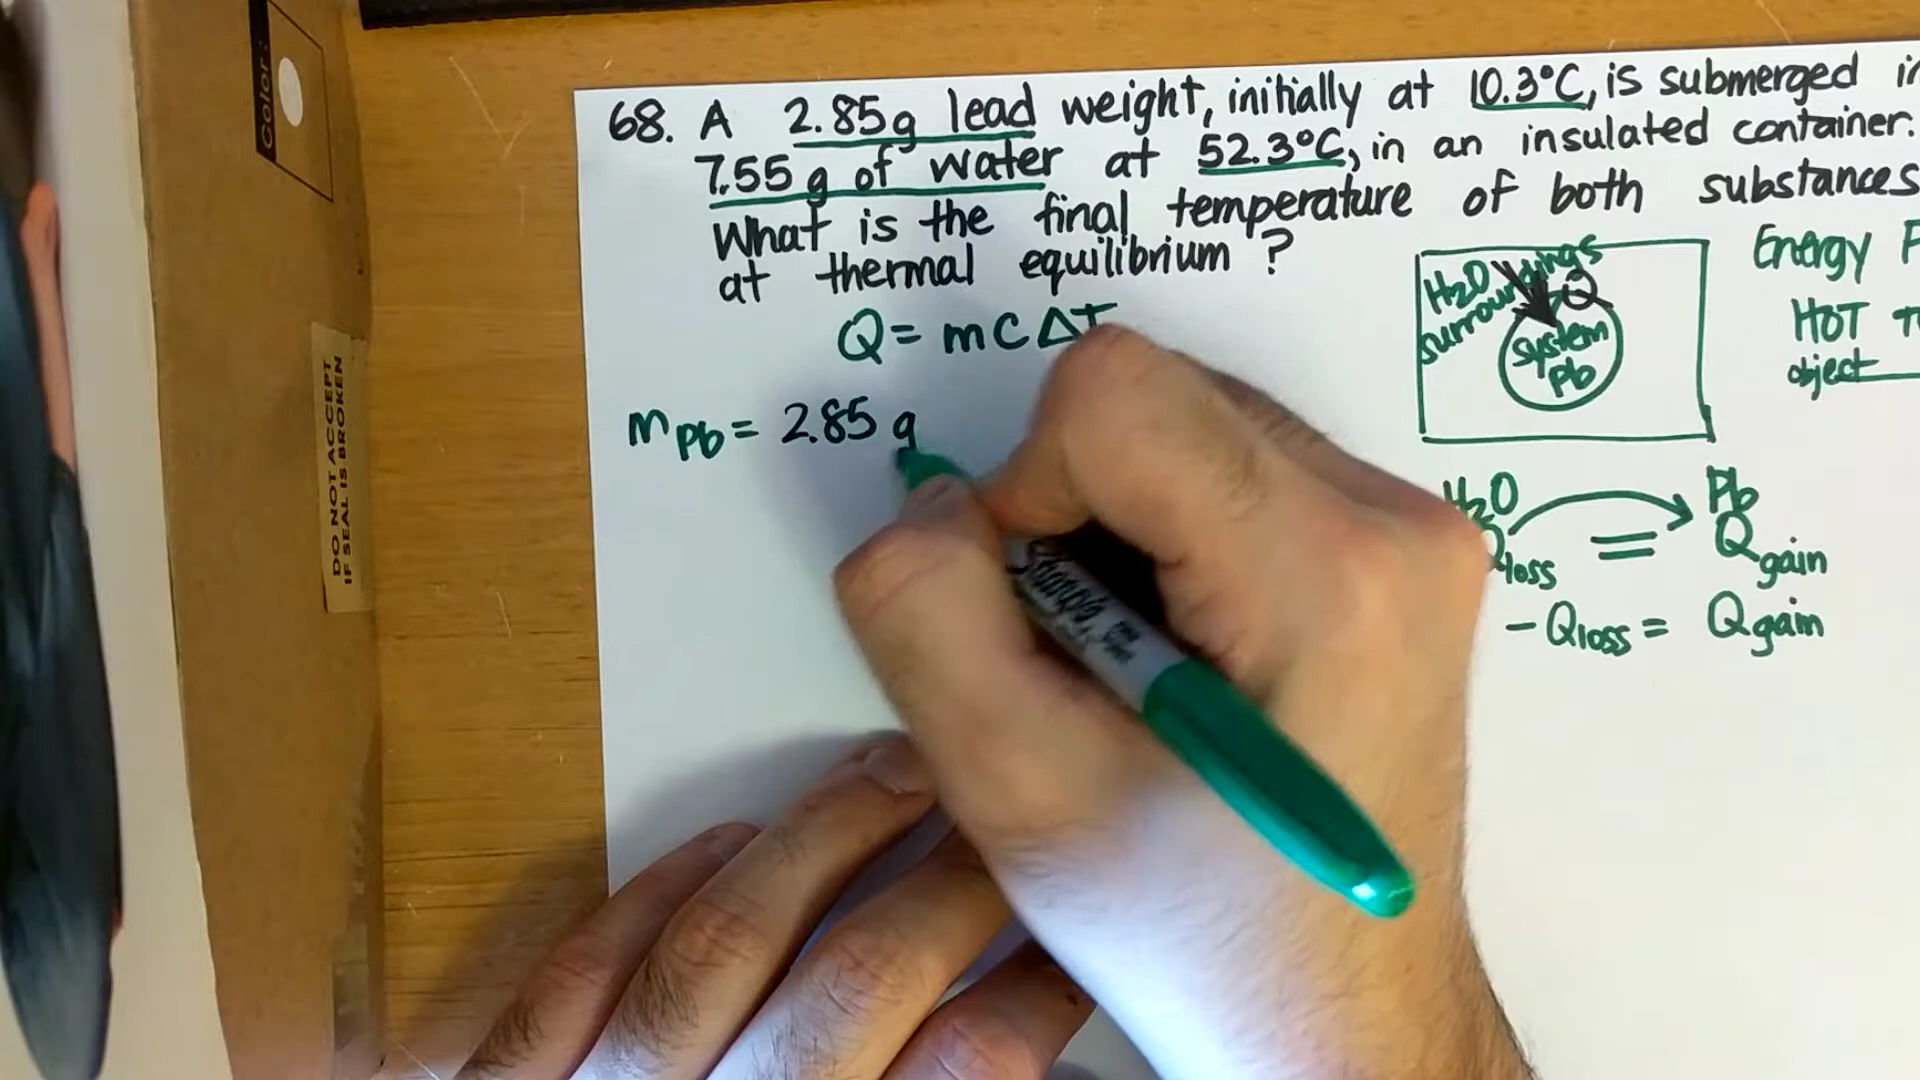 Color:
DO NOT ACCEPT
IF SEAL IS BROKEN
68. A 2.85g lead weight, initially at 10.3°C, is submerged in
7.55 g of water at 52.3°C, in an insulated container.
What is the final temperature of both substances
at thermal equilibrium?
Q = mCΔT
m Pb = 2.85 g
H2O
surroundings
Q
system
Pb
Energy
HOT
object
H2O Pb
Qloss = Qgain
-Qloss = Qgain
Sharpie